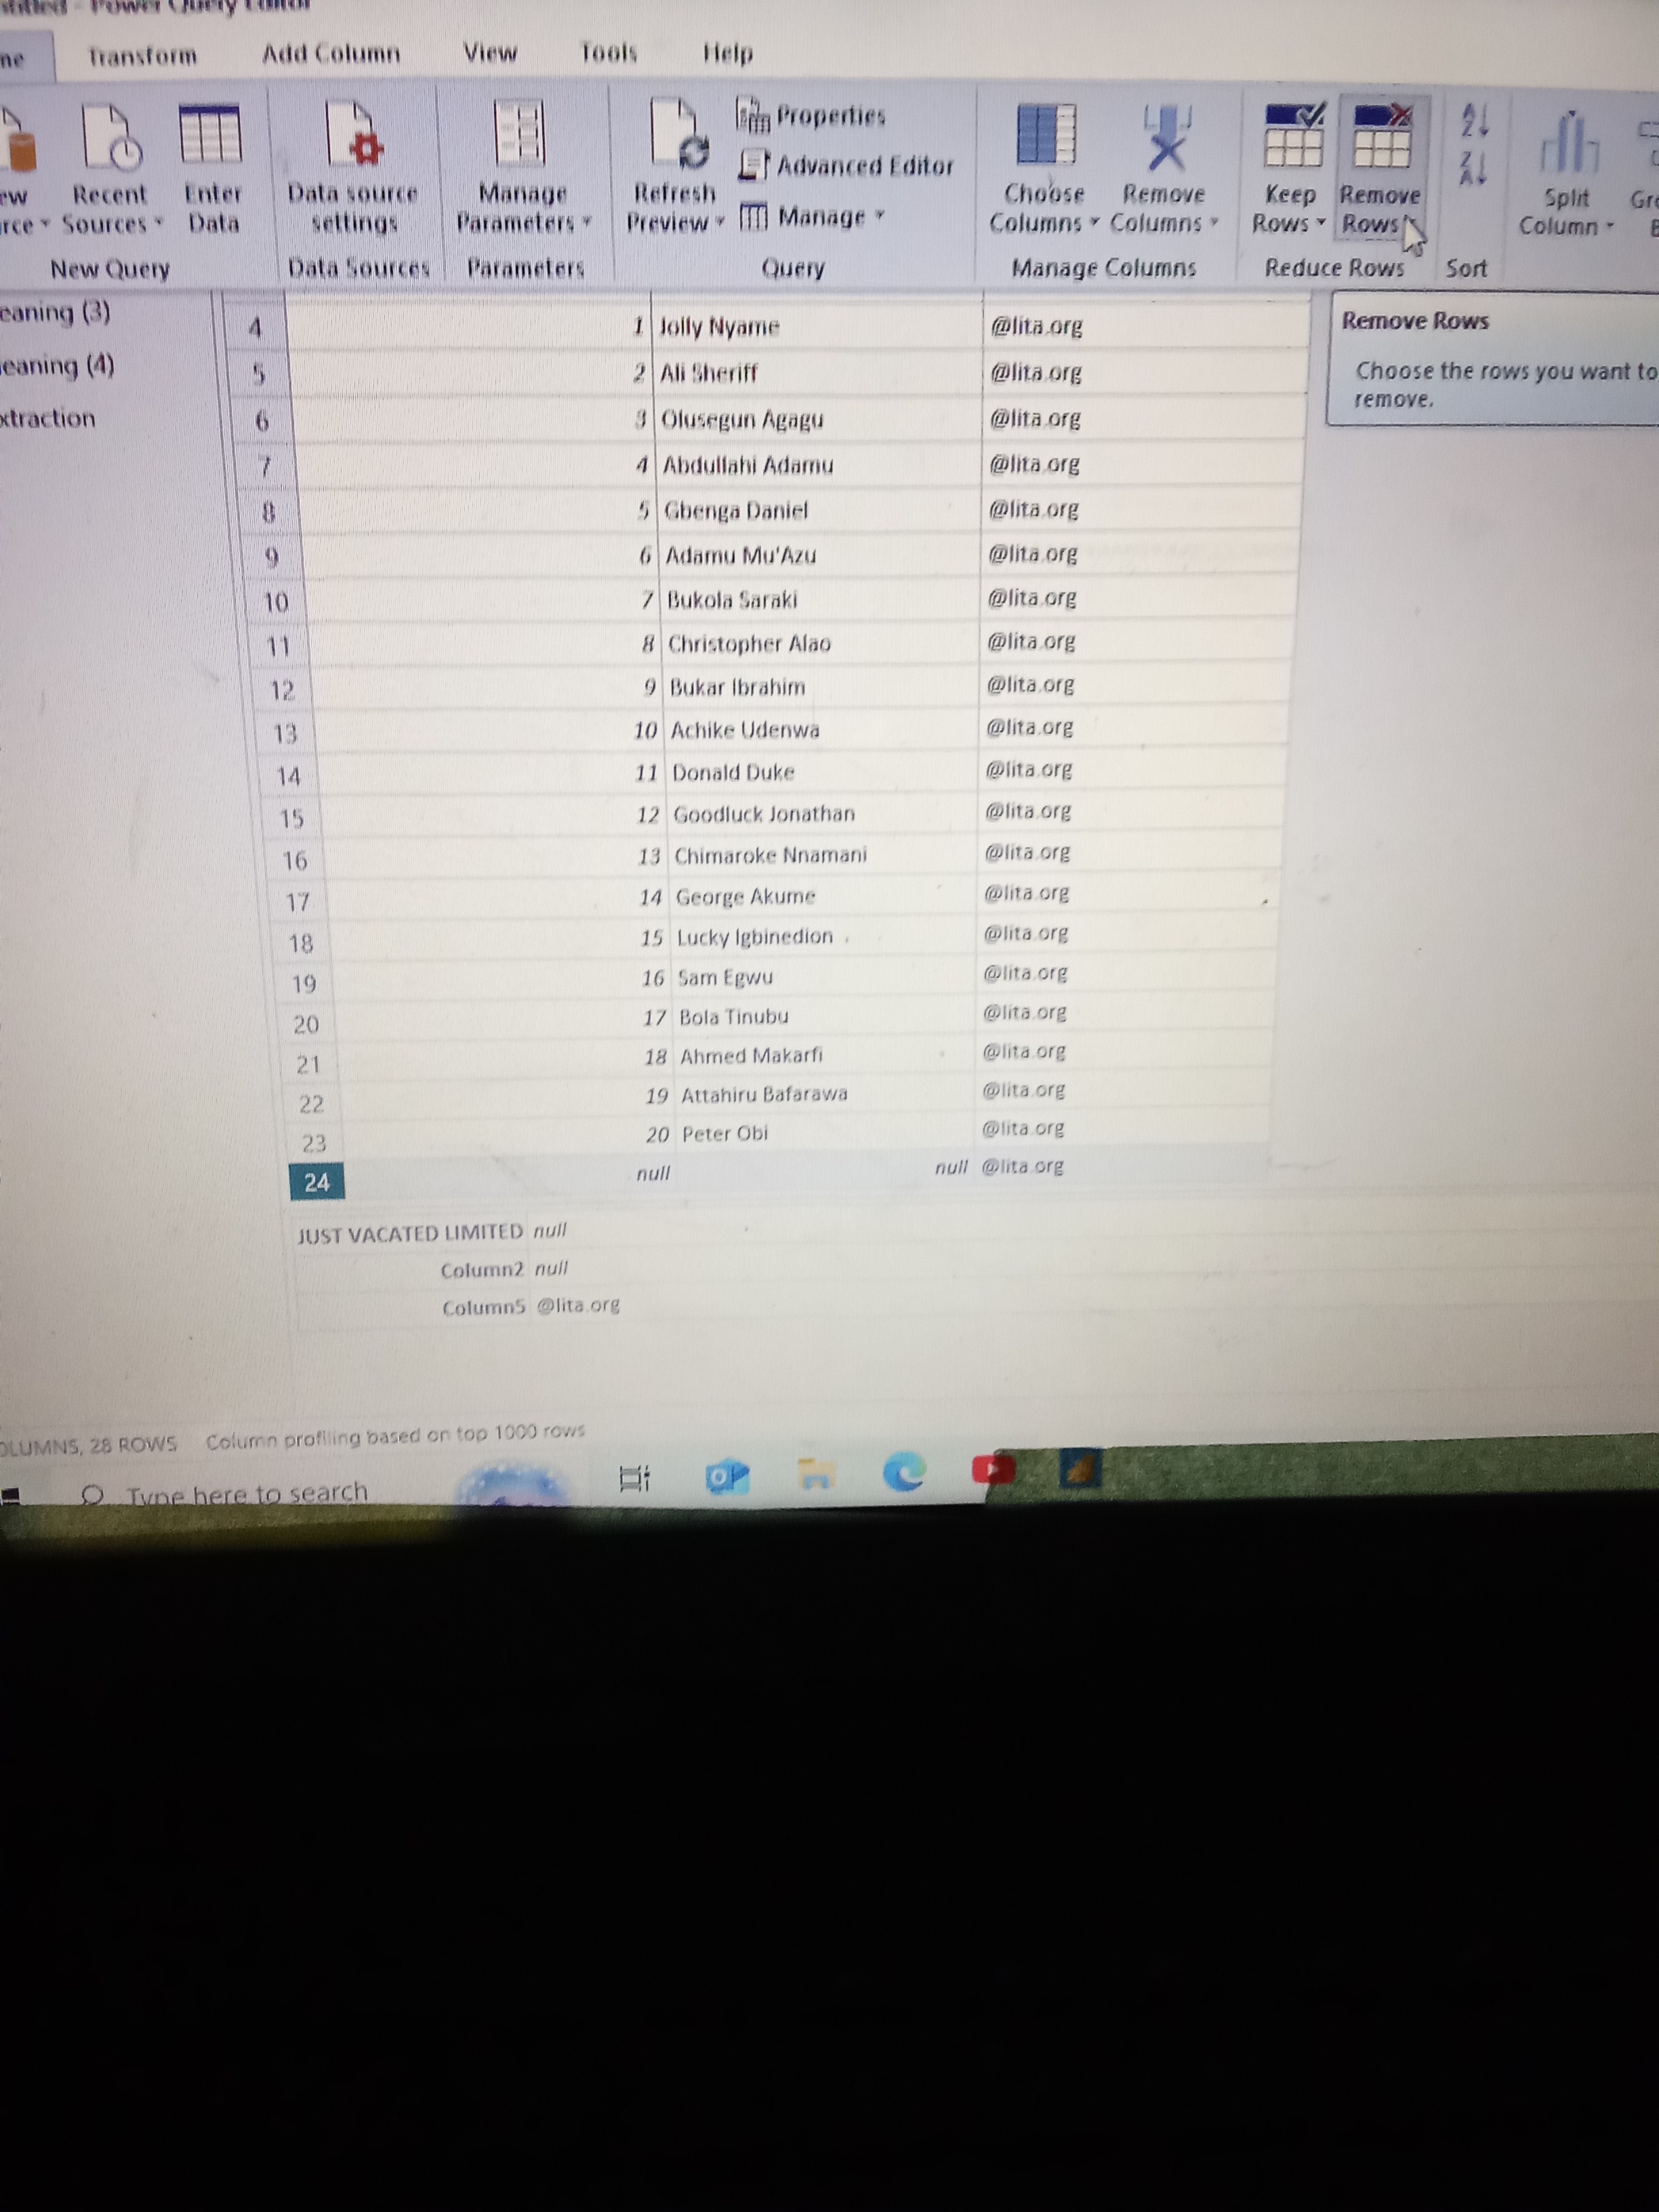 Power Query Editor
Transform Add Column View Tools Help
Recent Sources
Enter Data
Data source settings
Manage Parameters
Refresh Preview
Properties
Advanced Editor
Manage
Choose Columns
Remove Columns
Keep Rows
Remove Rows
Split Column
New Query Data Sources Parameters Query Manage Columns Reduce Rows Sort
eaning (3)
eaning (4)
xtraction
Remove Rows
Choose the rows you want to
remove.
4 1 Jolly Nyame @lita.org
5 2 Ali Sheriff @lita.org
6 3 Olusegun Agagu @lita.org
7 4 Abdullahi Adamu @lita.org
8 5 Gbenga Daniel @lita.org
9 6 Adamu Mu'Azu @lita.org
10 7 Bukola Saraki @lita.org
11 8 Christopher Alao @lita.org
12 9 Bukar Ibrahim @lita.org
13 10 Achike Udenwa @lita.org
14 11 Donald Duke @lita.org
15 12 Goodluck Jonathan @lita.org
16 13 Chimaroke Nnamani @lita.org
17 14 George Akume @lita.org
18 15 Lucky Igbinedion @lita.org
19 16 Sam Egwu @lita.org
20 17 Bola Tinubu @lita.org
21 18 Ahmed Makarfi @lita.org
22 19 Attahiru Bafarawa @lita.org
23 20 Peter Obi @lita.org
24 null null @lita.org
JUST VACATED LIMITED null
Column2 null
Column5 @lita.org
OLUMNS, 28 ROWS Column profiling based on top 1000 rows
Type here to search